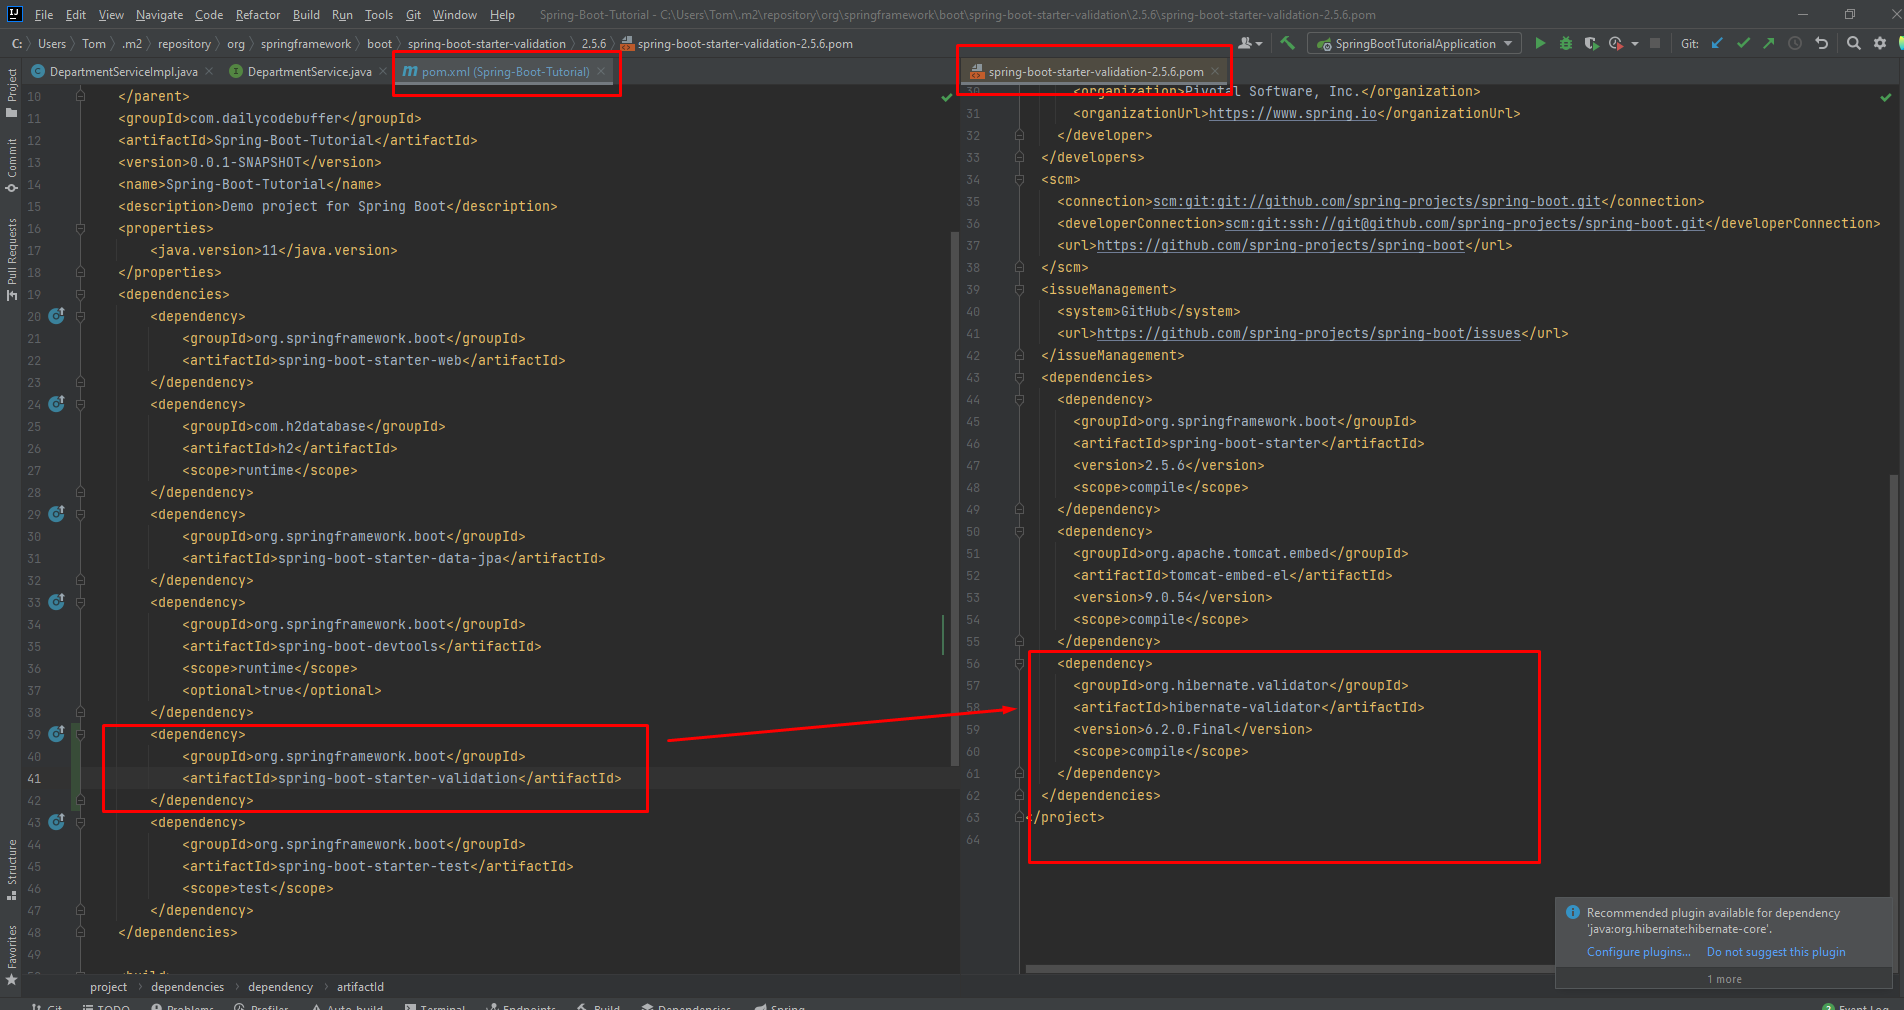 File Edit View Navigate Code Refactor Build Run Tools Git Window Help Spring-Boot-Tutorial - C:\Users\Tom\.m2\repository\org\springframework\boot\spring-boot-starter-validation\2.5.6\spring-boot-starter-validation-2.5.6.pom
C: Users Tom .m2 repository org springframework boot spring-boot-starter-validation 2.5.6 spring-boot-starter-validation-2.5.6.pom
SpringBootTutorialApplication Git:
Project
Commit
Pull Requests
Structure
Favorites
DepartmentServiceImpl.java DepartmentService.java pom.xml (Spring-Boot-Tutorial)
10 </parent>
11 <groupId>com.dailycodebuffer</groupId>
12 <artifactId>Spring-Boot-Tutorial</artifactId>
13 <version>0.0.1-SNAPSHOT</version>
14 <name>Spring-Boot-Tutorial</name>
15 <description>Demo project for Spring Boot</description>
16 <properties>
17 <java.version>11</java.version>
18 </properties>
19 <dependencies>
20 <dependency>
21 <groupId>org.springframework.boot</groupId>
22 <artifactId>spring-boot-starter-web</artifactId>
23 </dependency>
24 <dependency>
25 <groupId>com.h2database</groupId>
26 <artifactId>h2</artifactId>
27 <scope>runtime</scope>
28 </dependency>
29 <dependency>
30 <groupId>org.springframework.boot</groupId>
31 <artifactId>spring-boot-starter-data-jpa</artifactId>
32 </dependency>
33 <dependency>
34 <groupId>org.springframework.boot</groupId>
35 <artifactId>spring-boot-devtools</artifactId>
36 <scope>runtime</scope>
37 <optional>true</optional>
38 </dependency>
39 <dependency>
40 <groupId>org.springframework.boot</groupId>
41 <artifactId>spring-boot-starter-validation</artifactId>
42 </dependency>
43 <dependency>
44 <groupId>org.springframework.boot</groupId>
45 <artifactId>spring-boot-starter-test</artifactId>
46 <scope>test</scope>
47 </dependency>
48 </dependencies>
49
<build>
spring-boot-starter-validation-2.5.6.pom
30 <organization>Pivotal Software, Inc.</organization>
31 <organizationUrl>https://www.spring.io</organizationUrl>
32 </developer>
33 </developers>
34 <scm>
35 <connection>scm:git:git://github.com/spring-projects/spring-boot.git</connection>
36 <developerConnection>scm:git:ssh://git@github.com/spring-projects/spring-boot.git</developerConnection>
37 <url>https://github.com/spring-projects/spring-boot</url>
38 </scm>
39 <issueManagement>
40 <system>GitHub</system>
41 <url>https://github.com/spring-projects/spring-boot/issues</url>
42 </issueManagement>
43 <dependencies>
44 <dependency>
45 <groupId>org.springframework.boot</groupId>
46 <artifactId>spring-boot-starter</artifactId>
47 <version>2.5.6</version>
48 <scope>compile</scope>
49 </dependency>
50 <dependency>
51 <groupId>org.apache.tomcat.embed</groupId>
52 <artifactId>tomcat-embed-el</artifactId>
53 <version>9.0.54</version>
54 <scope>compile</scope>
55 </dependency>
56 <dependency>
57 <groupId>org.hibernate.validator</groupId>
58 <artifactId>hibernate-validator</artifactId>
59 <version>6.2.0.Final</version>
60 <scope>compile</scope>
61 </dependency>
62 </dependencies>
63 </project>
64
Recommended plugin available for dependency
'java:org.hibernate:hibernate-core'.
Configure plugins... Do not suggest this plugin
1 more
project dependencies dependency artifactId
Git TODO Problems Profiler Auto-build Terminal Endpoints Build Dependencies Spring 2 Event Log